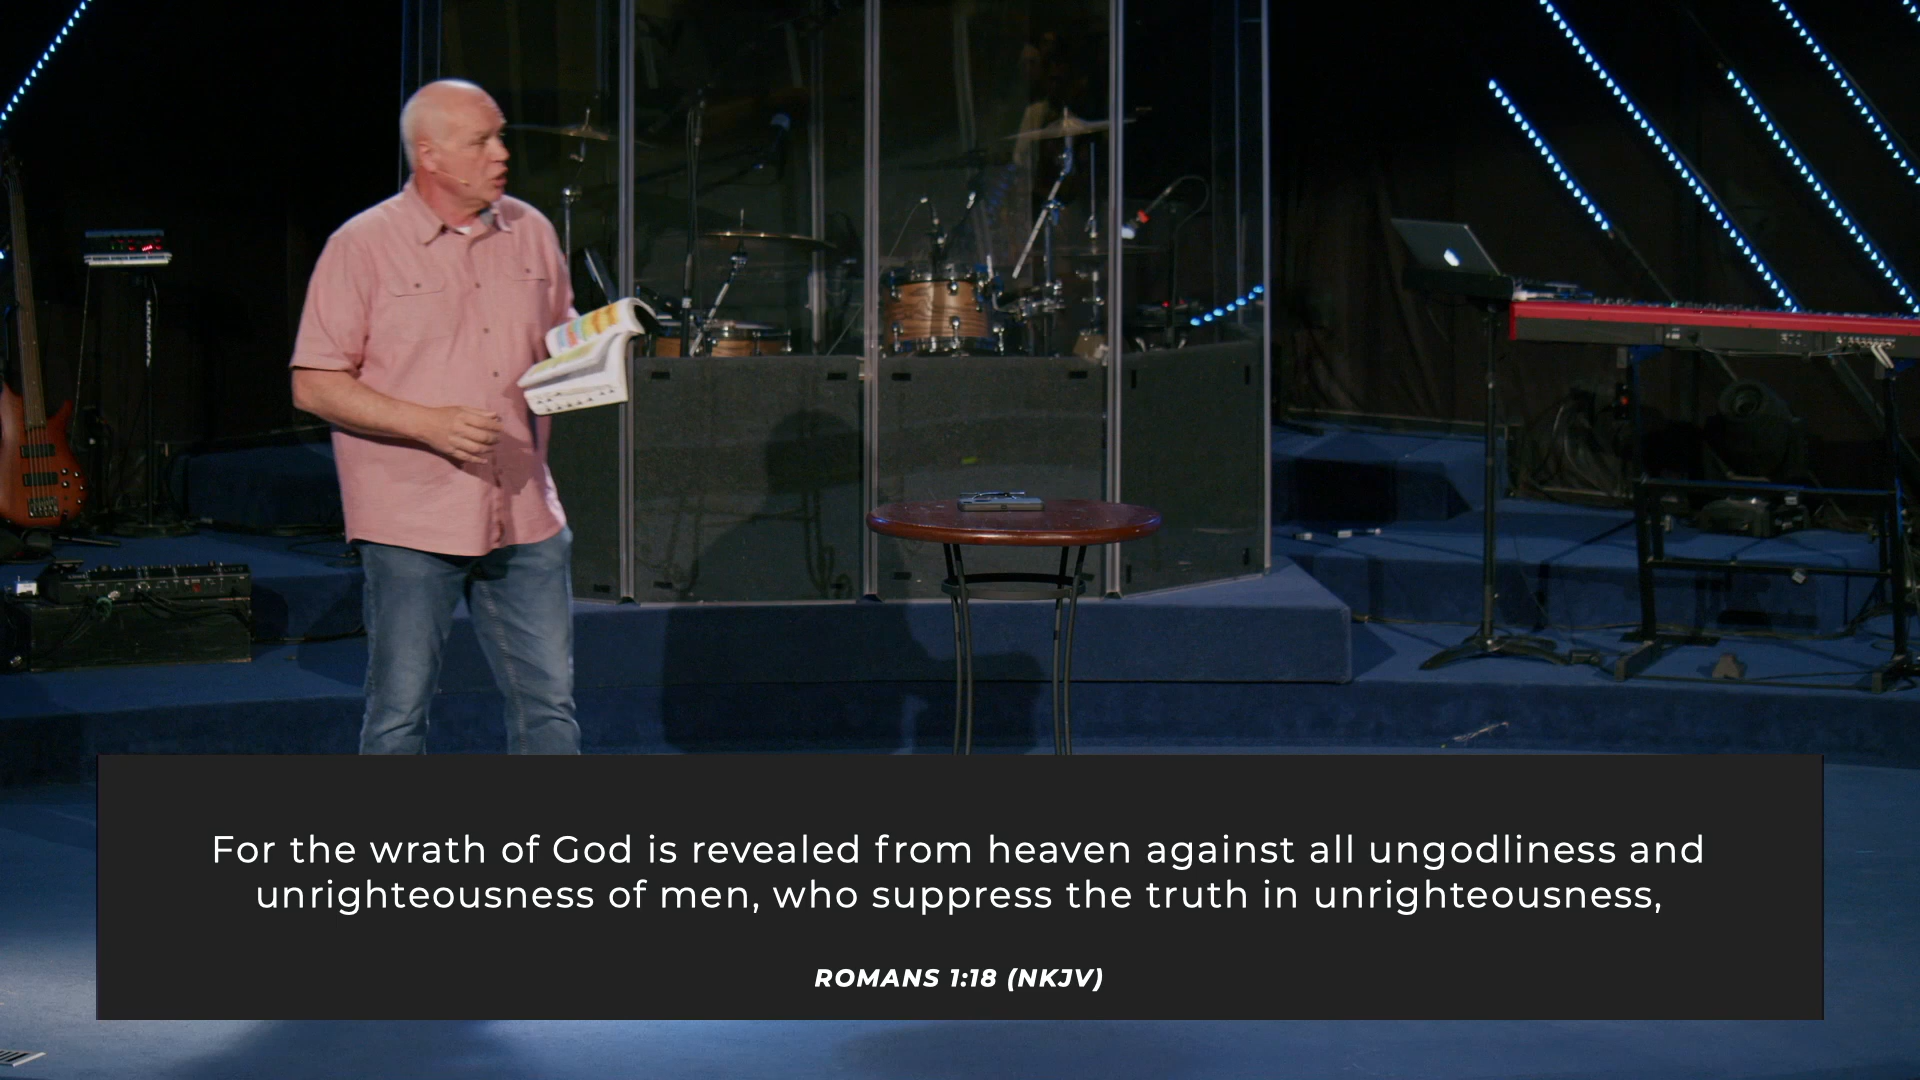 For the wrath of God is revealed from heaven against all ungodliness and
unrighteousness of men, who suppress the truth in unrighteousness,
ROMANS 1:18 (NKJV)